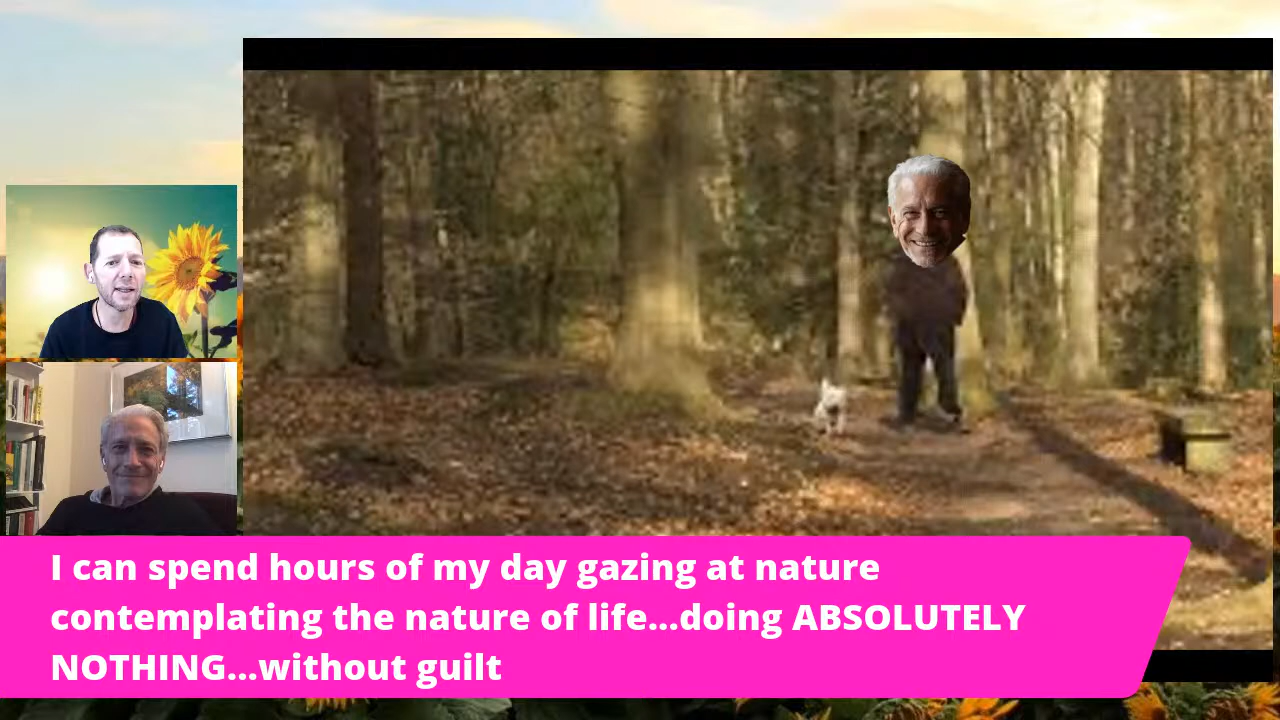 I can spend hours of my day gazing at nature
contemplating the nature of life...doing ABSOLUTELY
NOTHING...without guilt